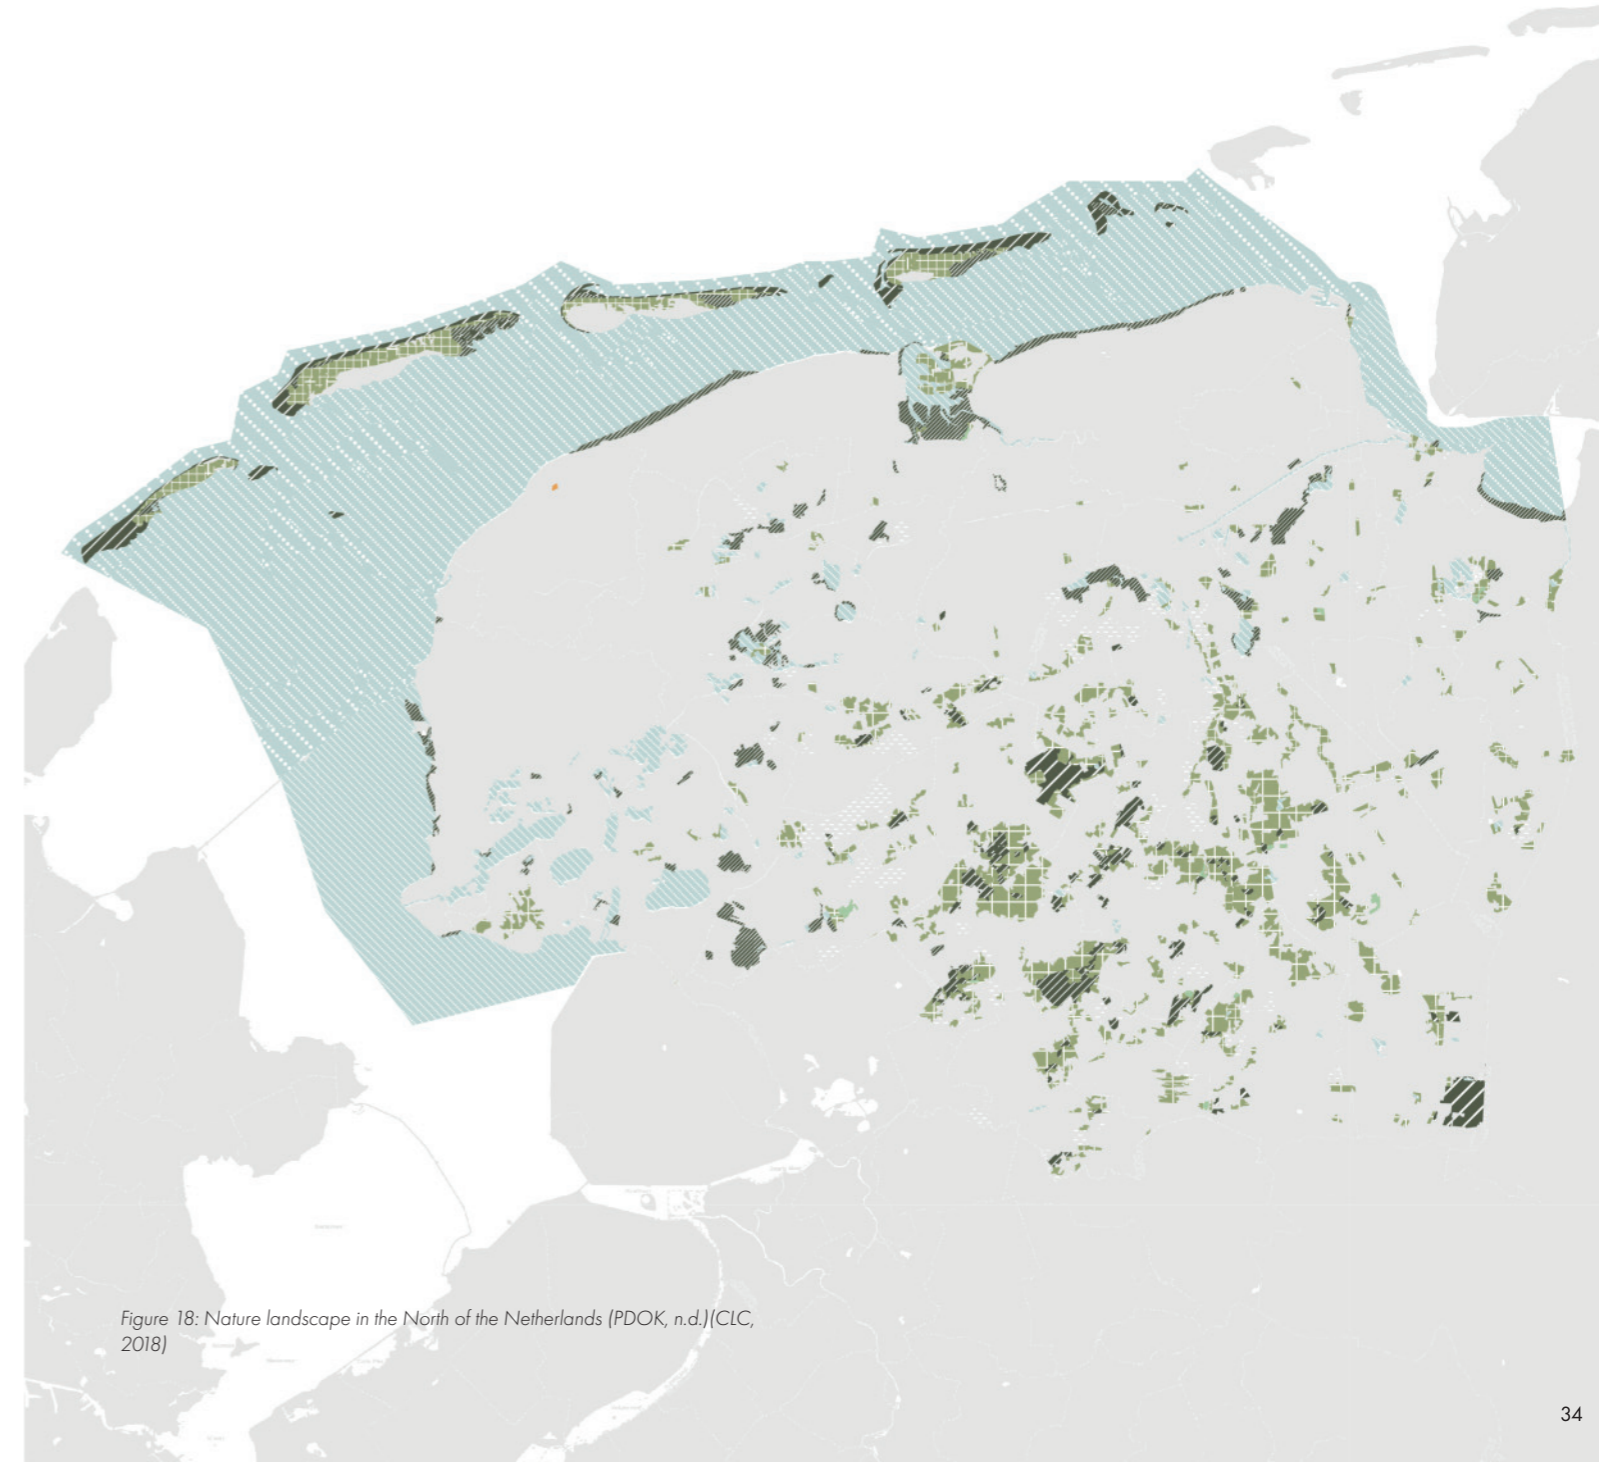 Figure 18: Nature landscape in the North of the Netherlands (PDOK, n.d.)(CLC,
2018)
34